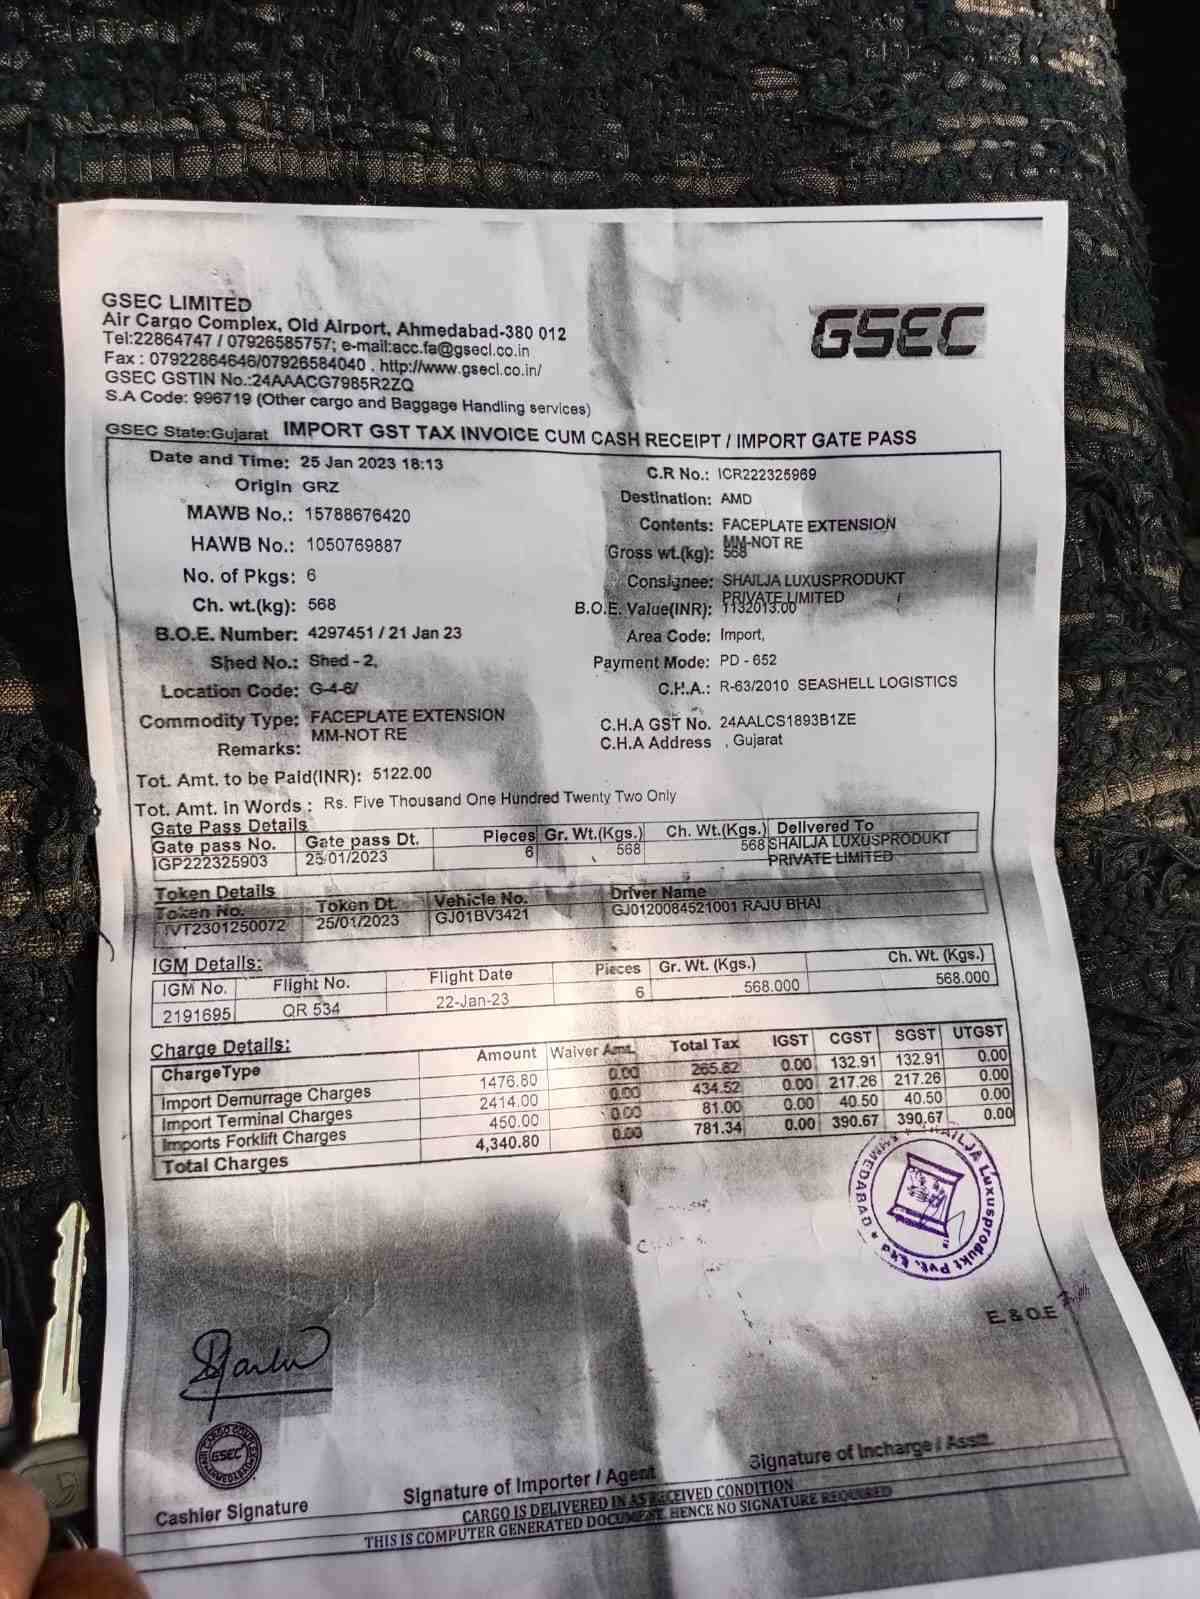 GSEC LIMITED
Air Cargo Complex, Old Airport, Ahmedabad-380 012
Tel:22864747 / 07926585757; e-mail:acc.fa@gsecl.co.in
Fax : 07922864646/07926584040 , http://www.gsecl.co.in/
GSEC GSTIN No.:24AAACG7985R2ZQ
S.A Code: 996719 (Other cargo and Baggage Handling services)
GSEC
GSEC State:Gujarat IMPORT GST TAX INVOICE CUM CASH RECEIPT / IMPORT GATE PASS
Date and Time: 25 Jan 2023 18:13 C.R No.: ICR222325969
Origin GRZ Destination: AMD
MAWB No.: 15788676420 Contents: FACEPLATE EXTENSION
MM-NOT RE
HAWB No.: 1050769887 Gross wt.(kg): 568
No. of Pkgs: 6 Consignee: SHAILJA LUXUSPRODUKT
PRIVATE LIMITED
Ch. wt.(kg): 568 B.O.E. Value(INR): 1132013.00
B.O.E. Number: 4297451 / 21 Jan 23 Area Code: Import,
Shed No.: Shed - 2, Payment Mode: PD - 652
Location Code: G-4-6/ C.H.A.: R-63/2010 SEASHELL LOGISTICS
Commodity Type: FACEPLATE EXTENSION C.H.A GST No. 24AALCS1893B1ZE
MM-NOT RE C.H.A Address , Gujarat
Remarks:
Tot. Amt. to be Paid(INR): 5122.00
Tot. Amt. In Words : Rs. Five Thousand One Hundred Twenty Two Only
Gate Pass Details
Gate pass No. Gate pass Dt. Pieces Gr. Wt.(Kgs.) Ch. Wt.(Kgs.) Delivered To
IGP222325903 25/01/2023 6 568 568 SHAILJA LUXUSPRODUKT
PRIVATE LIMITED
Token Details
Token No. Token Dt. Vehicle No. Driver Name
IVT2301250072 25/01/2023 GJ01BV3421 GJ0120084521001 RAJU BHAI
IGM Details:
IGM No. Flight No. Flight Date Pieces Gr. Wt. (Kgs.) Ch. Wt. (Kgs.)
2191695 QR 534 22-Jan-23 6 568.000 568.000
Charge Details:
ChargeType Amount Waiver Amt. Total Tax IGST CGST SGST UTGST
Import Demurrage Charges 1476.80 0.00 265.82 0.00 132.91 132.91 0.00
Import Terminal Charges 2414.00 0.00 434.52 0.00 217.26 217.26 0.00
Imports Forklift Charges 450.00 0.00 81.00 0.00 40.50 40.50 0.00
Total Charges 4,340.80 0.00 781.34 0.00 390.67 390.67 0.00
SHAILJA Luxusprodukt Pvt. Ltd * AHMEDABAD *
E. & O.E
GSEC
Cashier Signature Signature of Importer / Agent Signature of Incharge / Asstt.
CARGO IS DELIVERED IN AS RECEIVED CONDITION
THIS IS COMPUTER GENERATED DOCUMENT, HENCE NO SIGNATURE REQUIRED